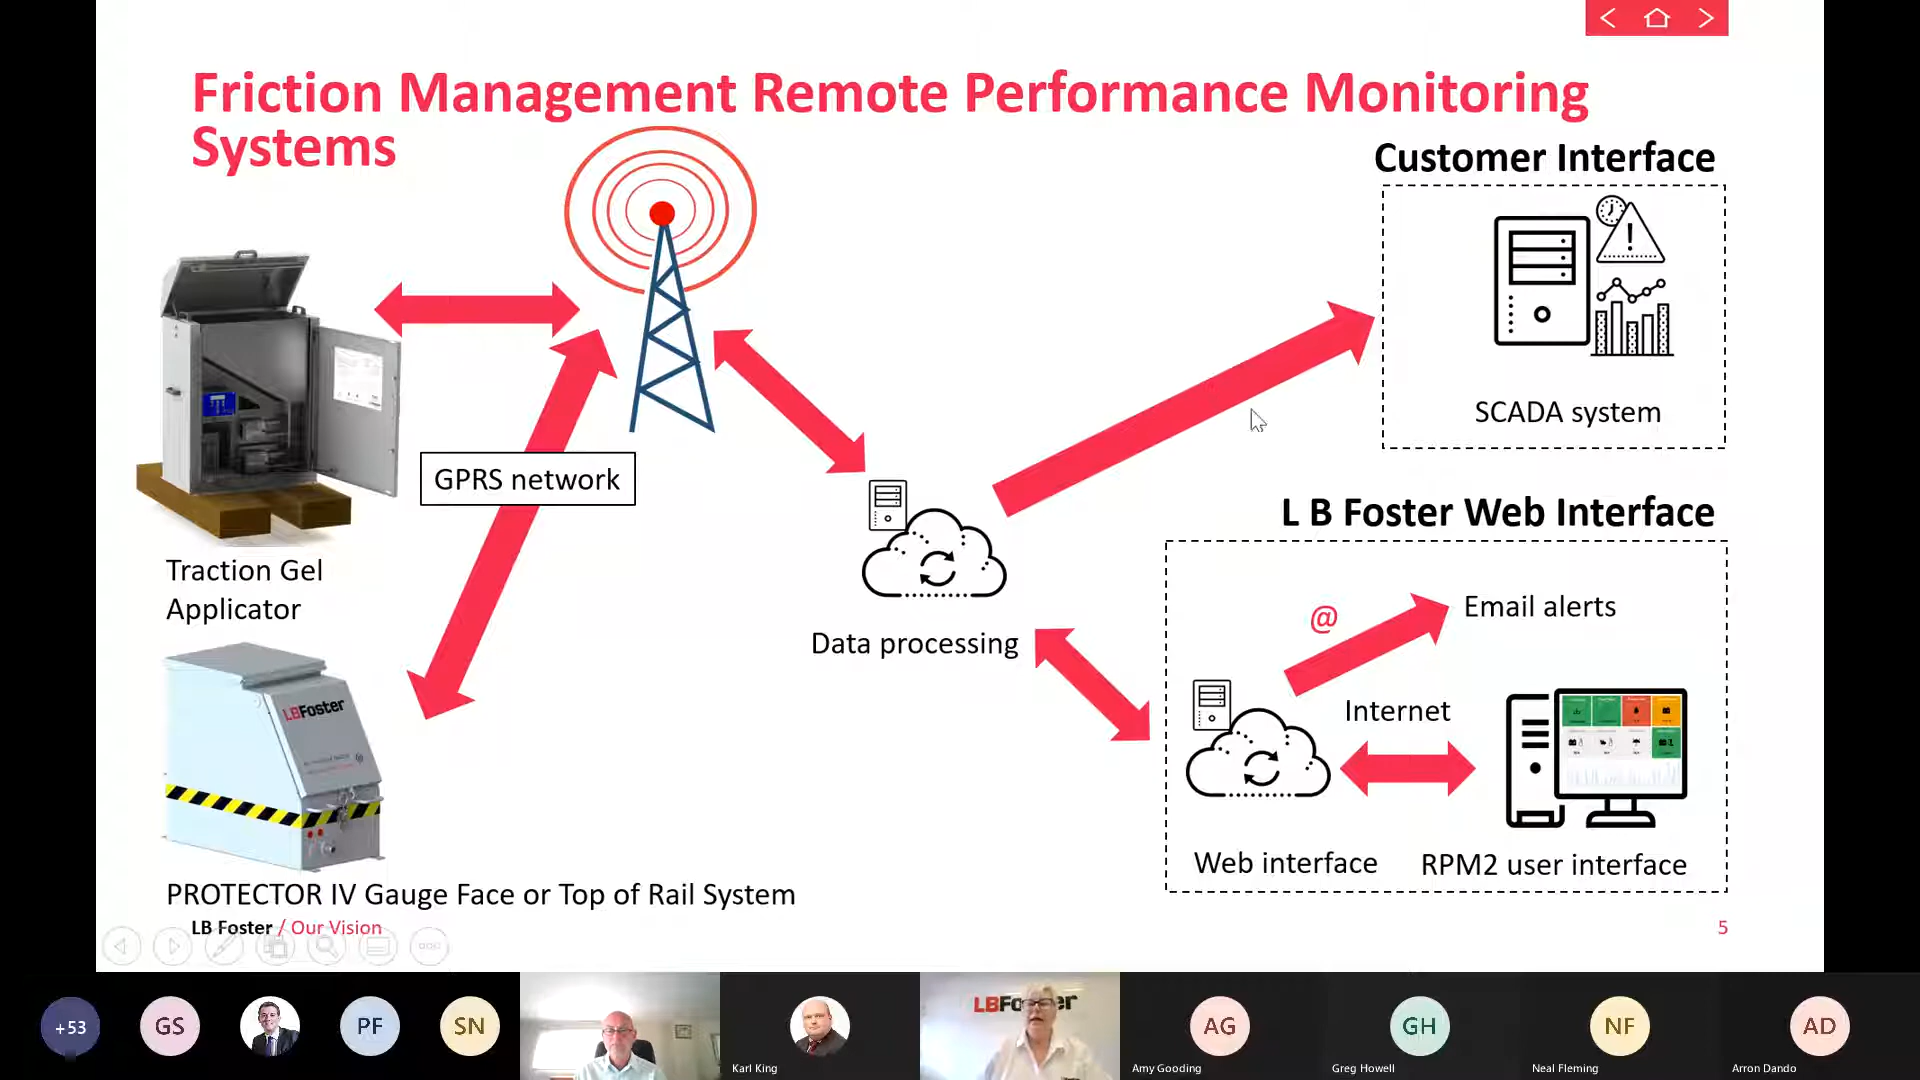 Friction Management Remote Performance Monitoring
Systems
Customer Interface
SCADA system
GPRS network
L B Foster Web Interface
Traction Gel
Applicator
Email alerts
@
Data processing
Internet
LBFoster
Web interface
RPM2 user interface
PROTECTOR IV Gauge Face or Top of Rail System
LB Foster / Our Vision
5
+53
GS
PF
SN
Karl King
LBFoster
AG
Amy Gooding
GH
Greg Howell
NF
Neal Fleming
AD
Arron Dando